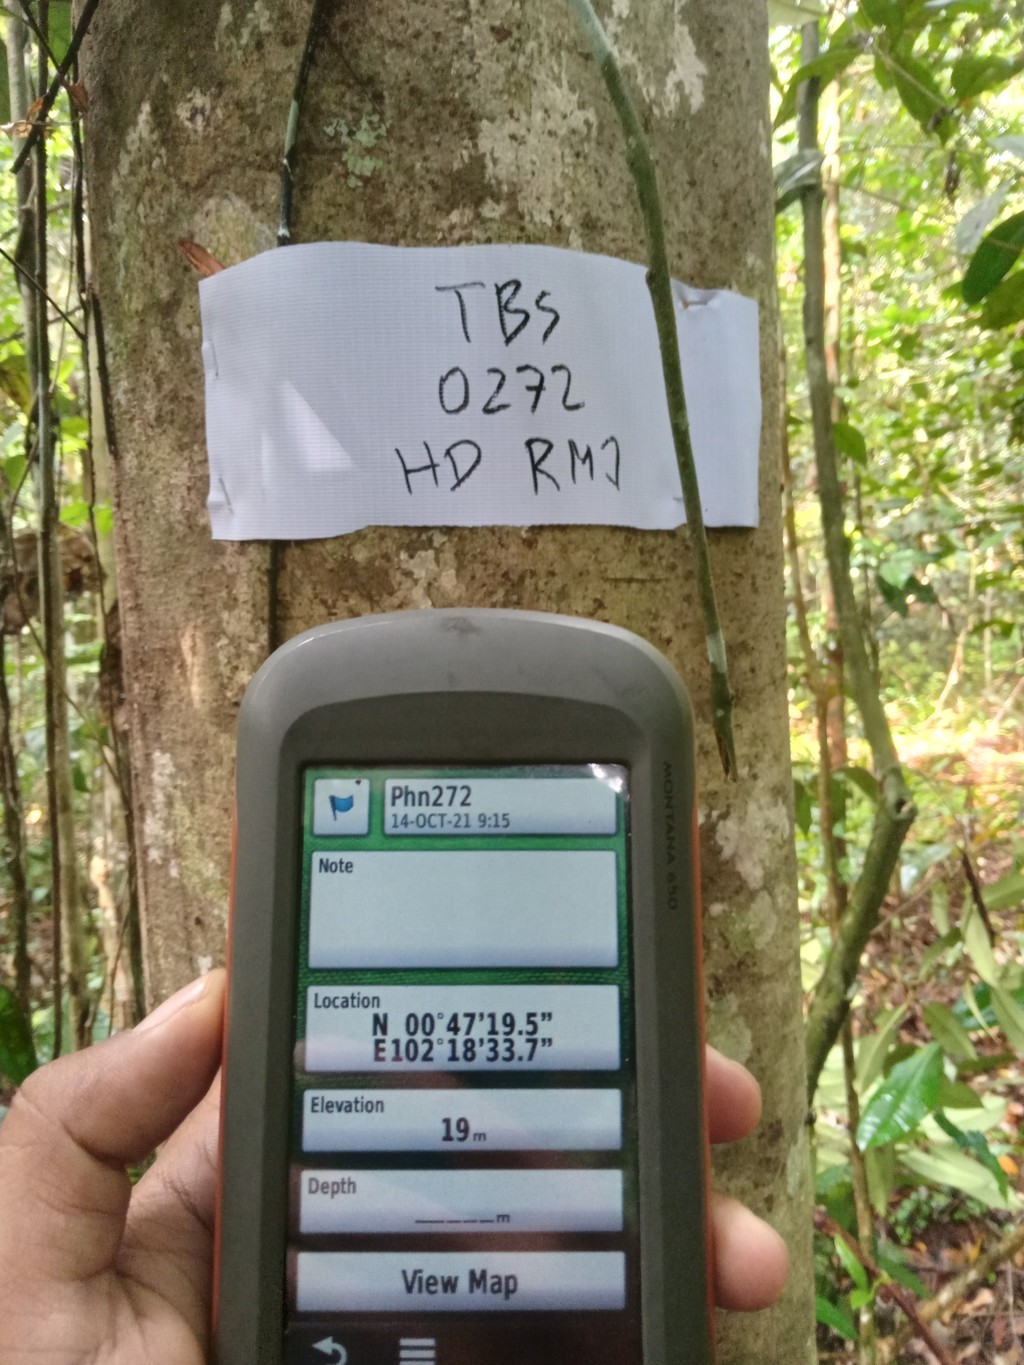 TBS
0272
HD RMJ
MONTANA 650
Phn272
14-OCT-21 9:15
Note
Location
N 00°47'19.5"
E102°18'33.7"
Elevation
19 m
Depth
_____m
View Map